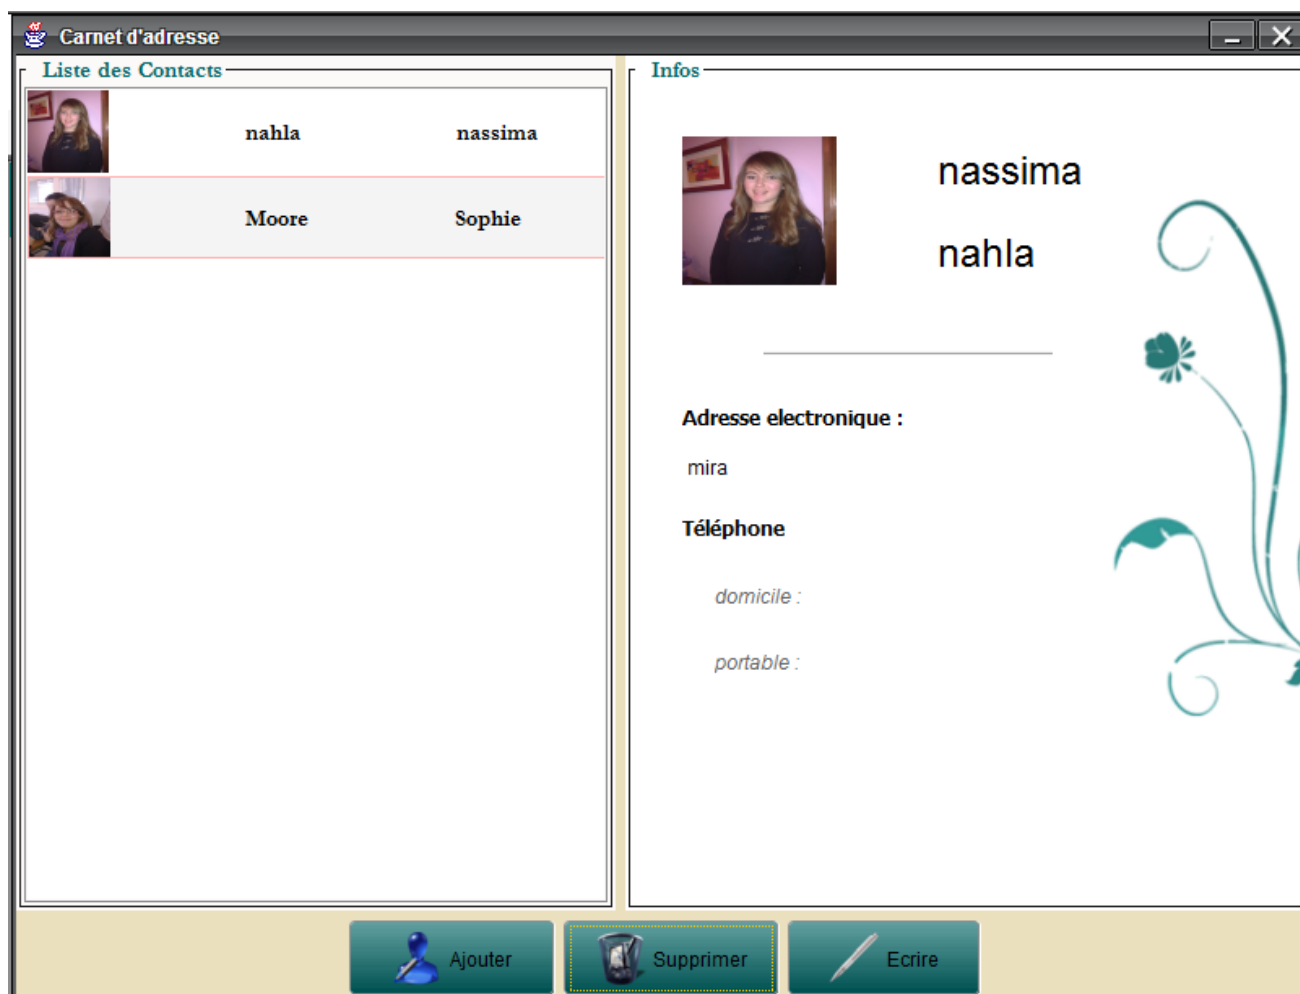 Carnet d'adresse
Liste des Contacts
nahla nassima
Moore Sophie
Infos
nassima
nahla
Adresse electronique :
mira
Téléphone
domicile :
portable :
Ajouter Supprimer Ecrire